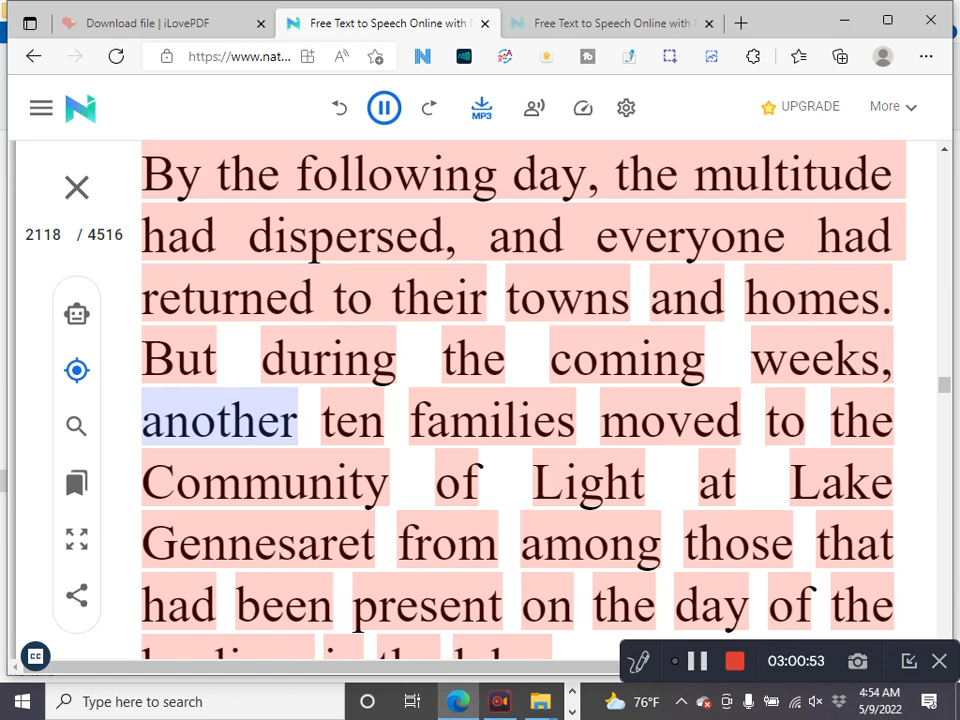 Download file | iLovePDF
Free Text to Speech Online with
Free Text to Speech Online with
https://www.nat...
MP3
UPGRADE
More
2118 / 4516
By the following day, the multitude
had dispersed, and everyone had
returned to their towns and homes.
But during the coming weeks,
another ten families moved to the
Community of Light at Lake
Gennesaret from among those that
had been present on the day of the
CC
03:00:53
Type here to search
76°F
4:54 AM
5/9/2022